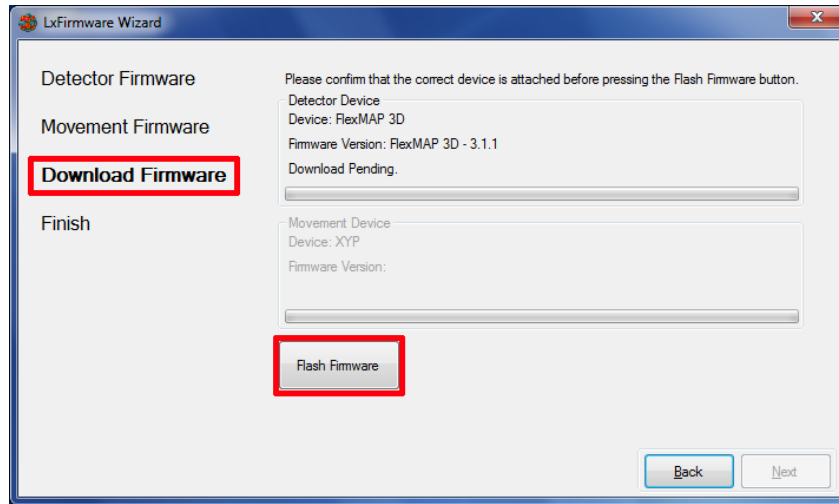 LxFirmware Wizard
Detector Firmware
Movement Firmware
Download Firmware
Finish
Please confirm that the correct device is attached before pressing the Flash Firmware button.
Detector Device
Device: FlexMAP 3D
Firmware Version: FlexMAP 3D - 3.1.1
Download Pending.
Movement Device
Device: XYP
Firmware Version:
Flash Firmware
Back
Next